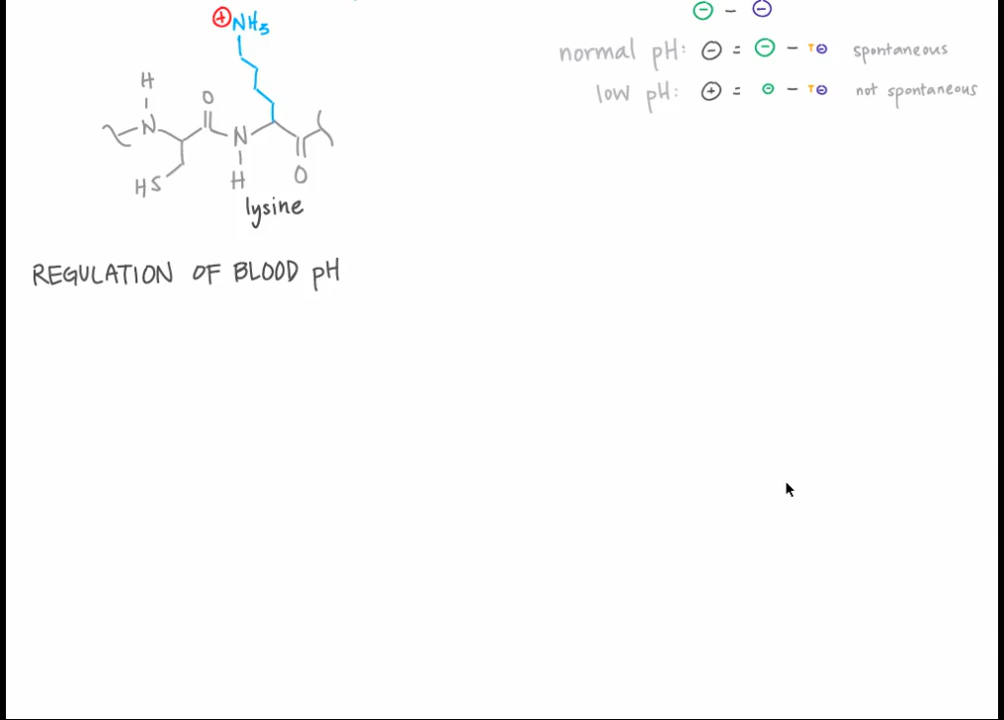 ⊕NH3
⊖ - ⊖
normal pH: ⊖ = ⊖ - T⊖ spontaneous
low pH: ⊕ = ⊖ - T⊖ not spontaneous
H
N
O
N
H
O
HS
lysine
REGULATION OF BLOOD pH